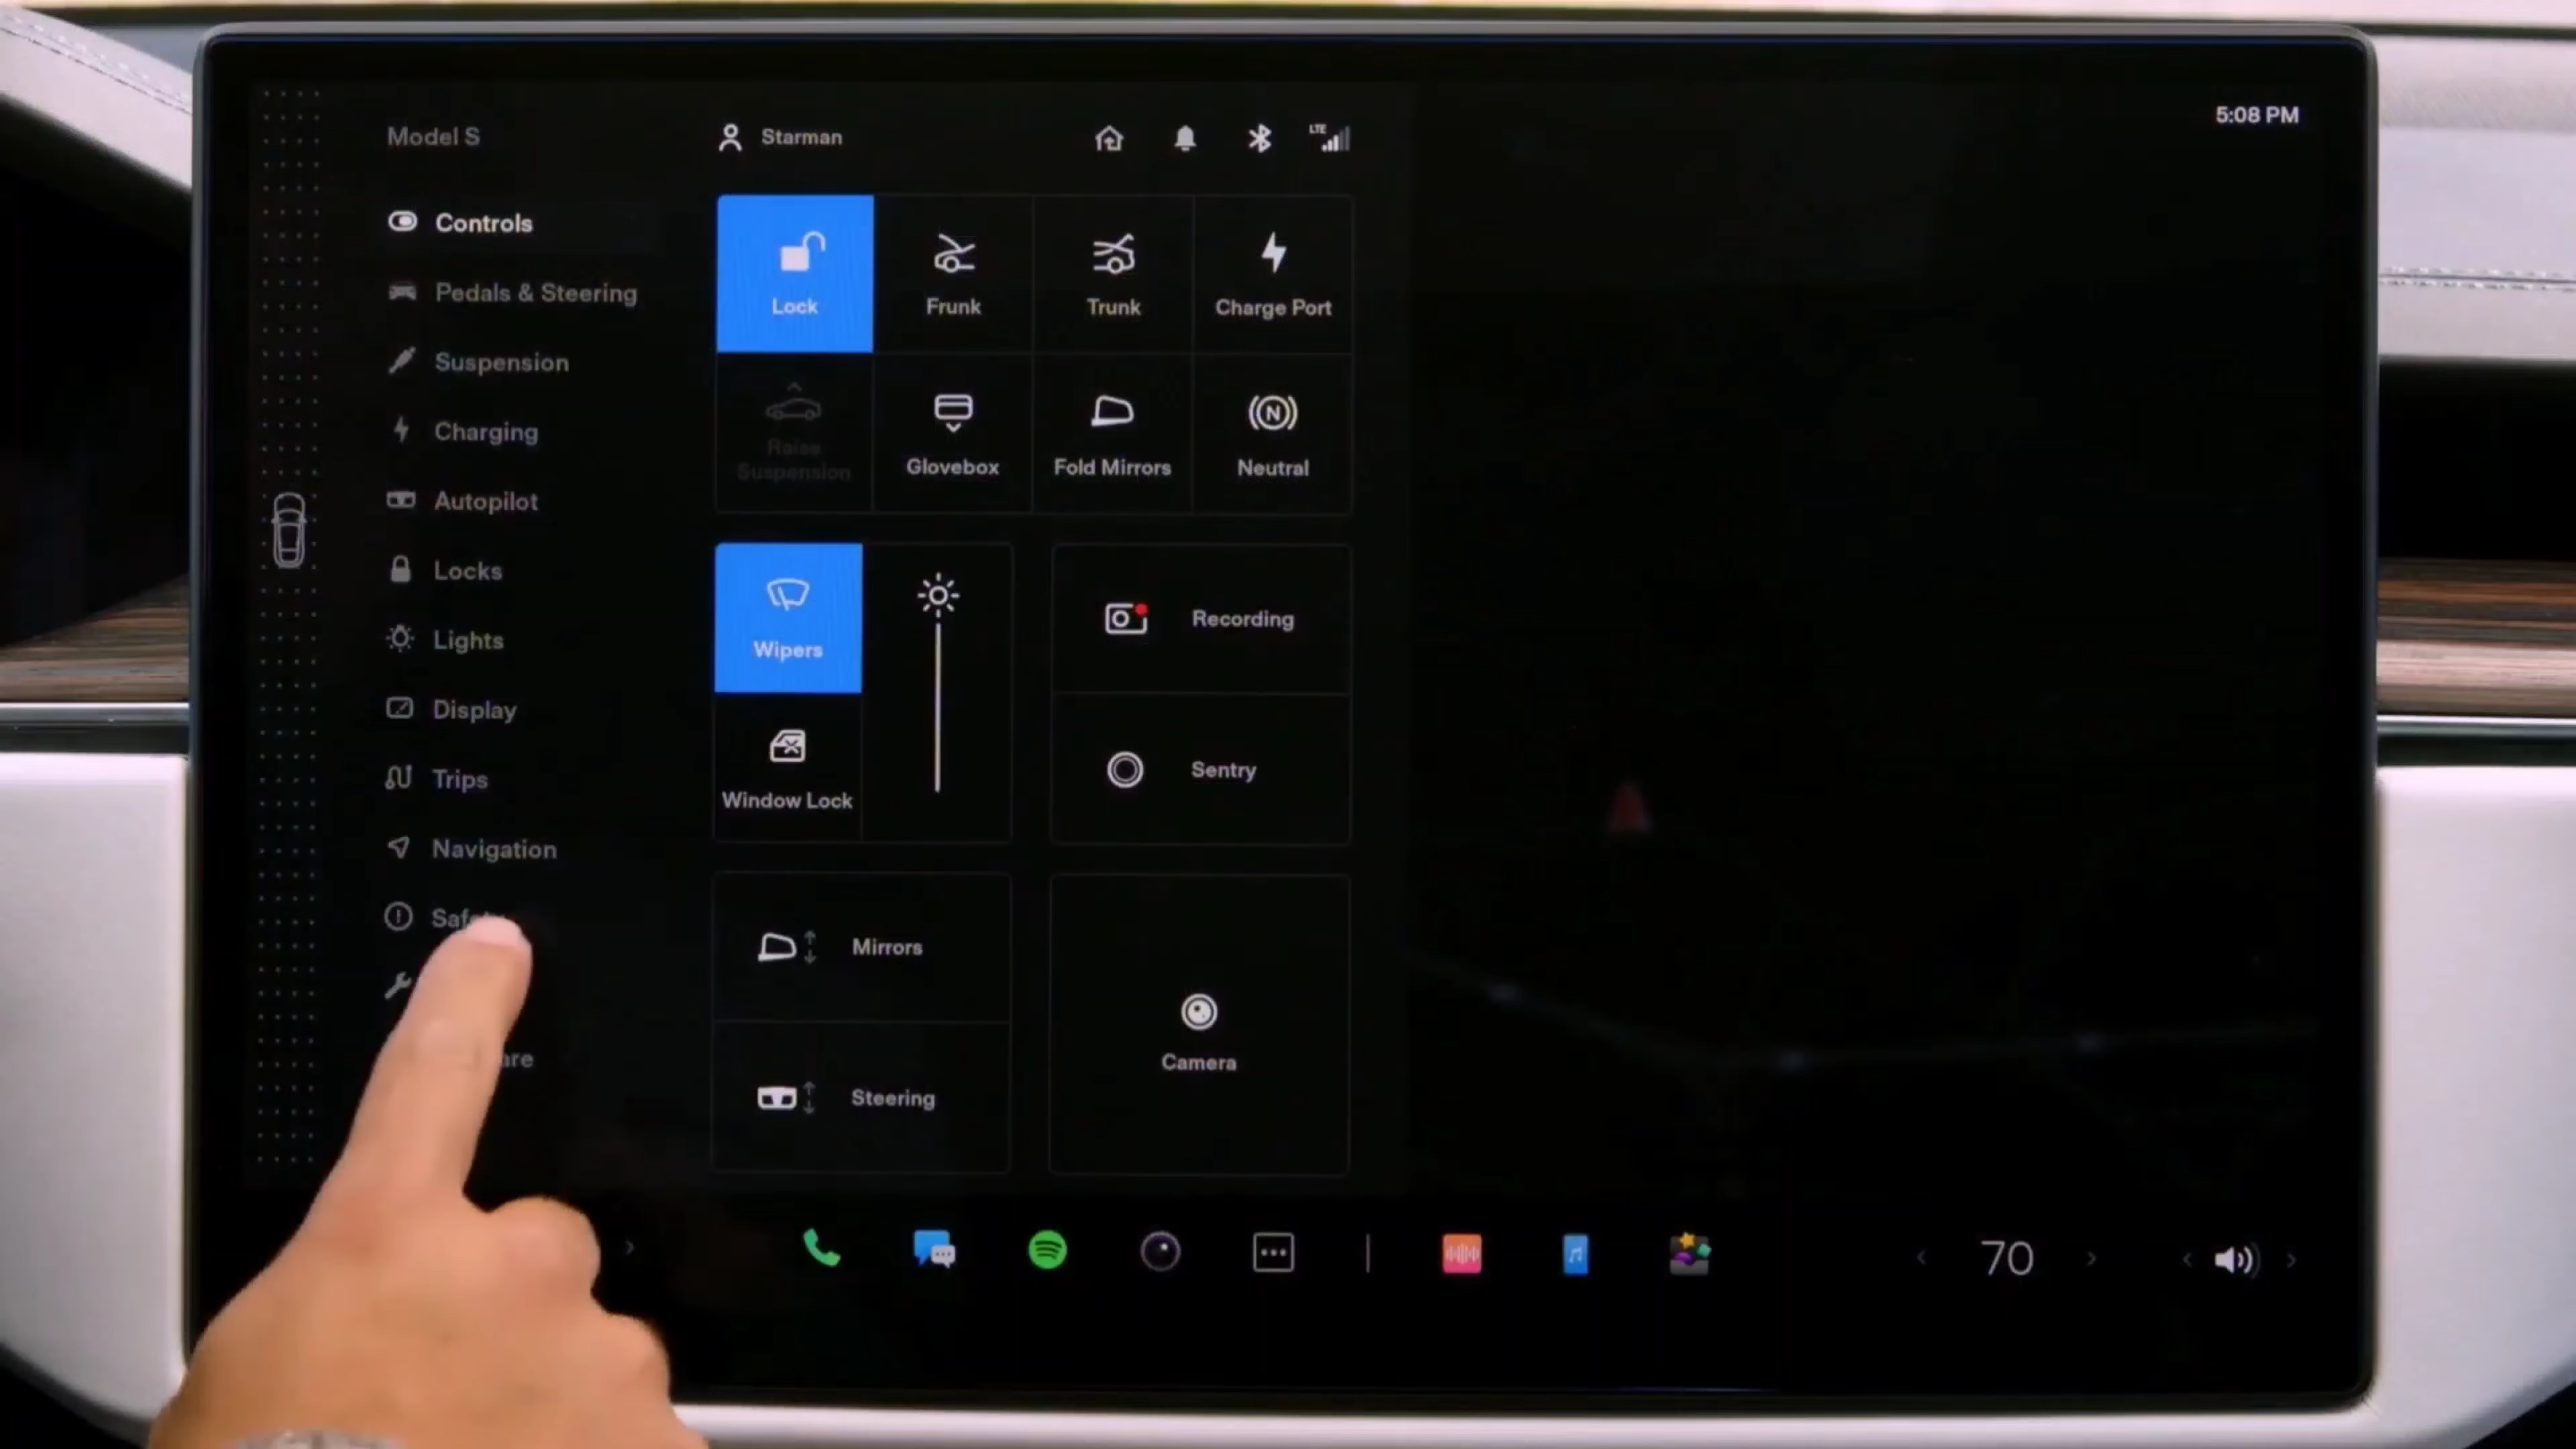 5:08 PM
Model S
Starman
LTE
Controls
Pedals & Steering
Suspension
Charging
Autopilot
Locks
Lights
Display
Trips
Navigation
Lock
Frunk
Trunk
Charge Port
Raise
Suspension
Glovebox
Fold Mirrors
N
Neutral
Wipers
Window Lock
Recording
Sentry
Mirrors
Steering
Camera
70